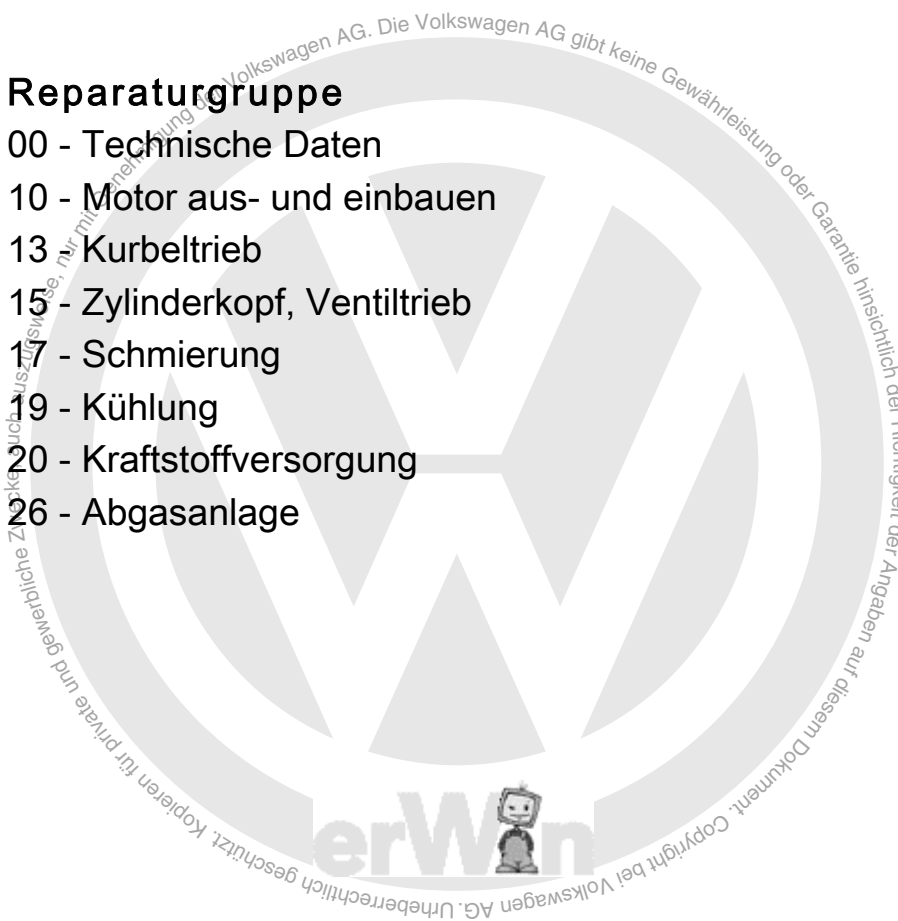 Reparaturgruppe
00 - Technische Daten
10 - Motor aus- und einbauen
13 - Kurbeltrieb
15 - Zylinderkopf, Ventiltrieb
17 - Schmierung
19 - Kühlung
20 - Kraftstoffversorgung
26 - Abgasanlage
Urheberrechtlich geschützt. Kopieren für private und gewerbliche Zwecke, auch auszugsweise, nur mit Genehmigung der Volkswagen AG. Die Volkswagen AG gibt keine Gewährleistung oder Garantie hinsichtlich der Richtigkeit der Angaben auf diesem Dokument. Copyright bei Volkswagen AG.
erWin